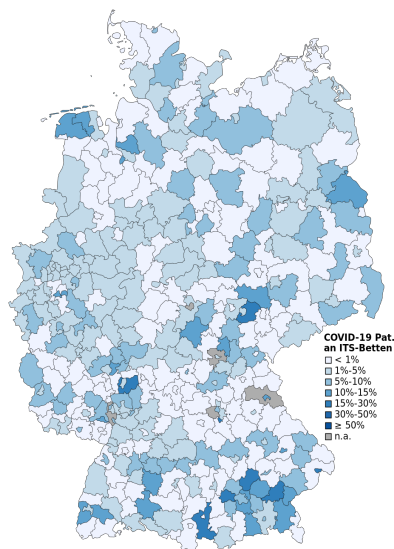 COVID-19 Pat.
an ITS-Betten
< 1%
1%-5%
5%-10%
10%-15%
15%-30%
30%-50%
≥ 50%
n.a.